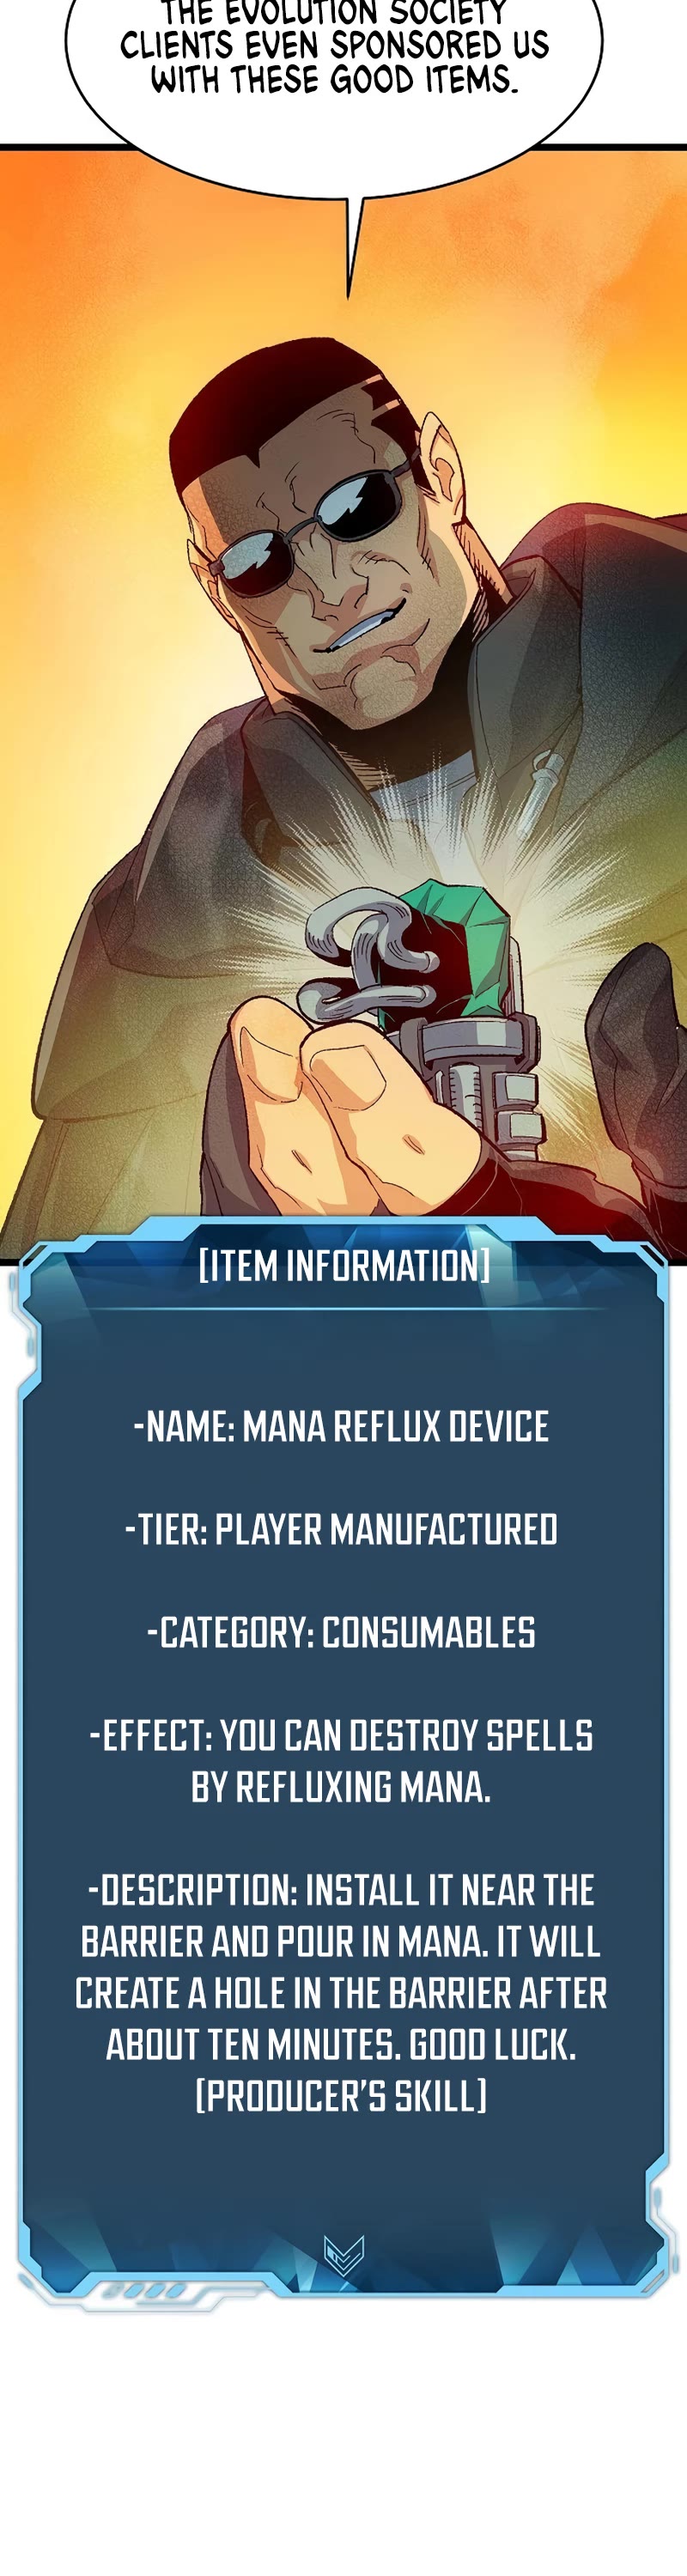 THE EVOLUTION SOCIETY
CLIENTS EVEN SPONSORED US
WITH THESE GOOD ITEMS.
[ITEM INFORMATION]
-NAME: MANA REFLUX DEVICE
-TIER: PLAYER MANUFACTURED
-CATEGORY: CONSUMABLES
-EFFECT: YOU CAN DESTROY SPELLS
BY REFLUXING MANA.
-DESCRIPTION: INSTALL IT NEAR THE
BARRIER AND POUR IN MANA. IT WILL
CREATE A HOLE IN THE BARRIER AFTER
ABOUT TEN MINUTES. GOOD LUCK.
[PRODUCER'S SKILL]